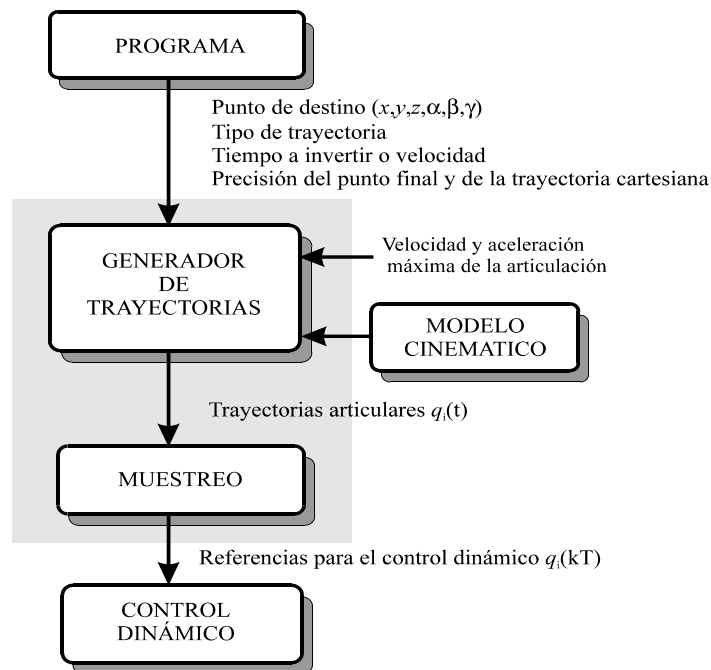 PROGRAMA
Punto de destino (x,y,z,α,β,γ)
Tipo de trayectoria
Tiempo a invertir o velocidad
Precisión del punto final y de la trayectoria cartesiana
GENERADOR
DE
TRAYECTORIAS
Velocidad y aceleración
máxima de la articulación
MODELO
CINEMATICO
Trayectorias articulares qi(t)
MUESTREO
Referencias para el control dinámico qi(kT)
CONTROL
DINÁMICO